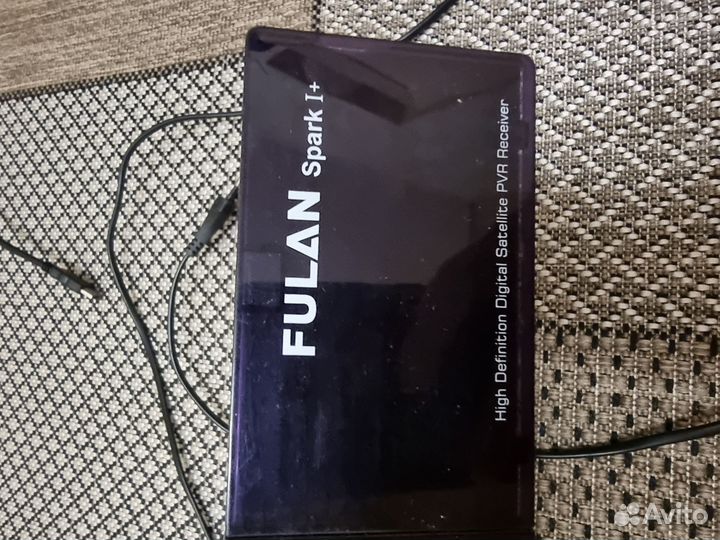 FULAN Spark I+
High Definition Digital Satellite PVR Receiver
Avito